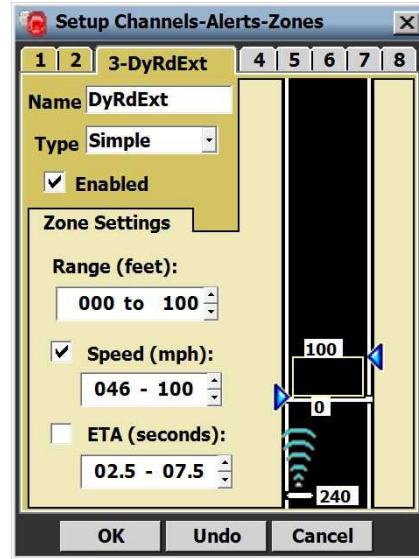 Setup Channels-Alerts-Zones
1 2 3-DyRdExt 4 5 6 7 8
Name DyRdExt
Type Simple
Enabled
Zone Settings
Range (feet):
000 to 100
Speed (mph):
046 - 100
ETA (seconds):
02.5 - 07.5
100
0
240
OK Undo Cancel